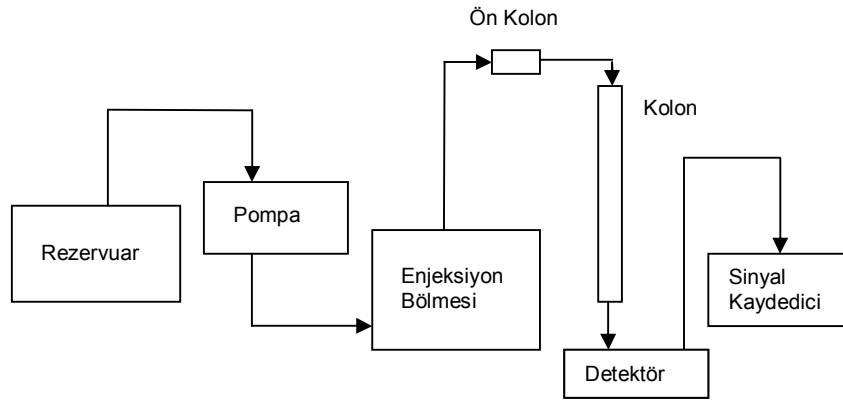 Ön Kolon
Kolon
Pompa
Rezervuar
Enjeksiyon
Bölmesi
Sinyal
Kaydedici
Detektör